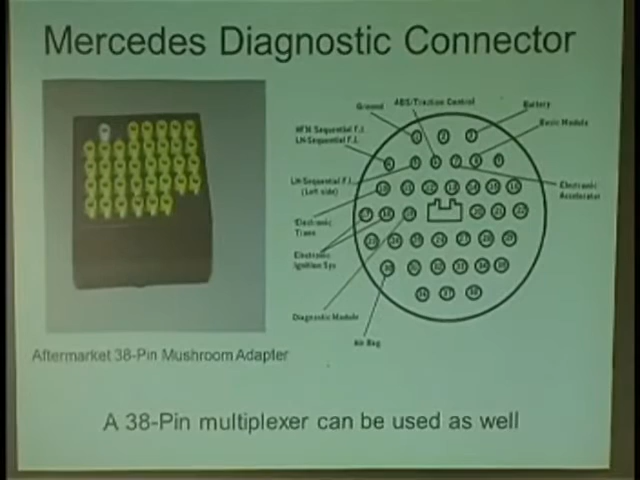 Mercedes Diagnostic Connector
Ground
ABS/Traction Control
Battery
HFM Sequential F.I.
LH-Sequential F.I.
Basic Module
LH-Sequential F.I.
(Left side)
Electronic
Accelerator
Electronic
Trans
Electronic
Ignition Sys
Diagnostic Module
Air Bag
Aftermarket 38-Pin Mushroom Adapter
A 38-Pin multiplexer can be used as well